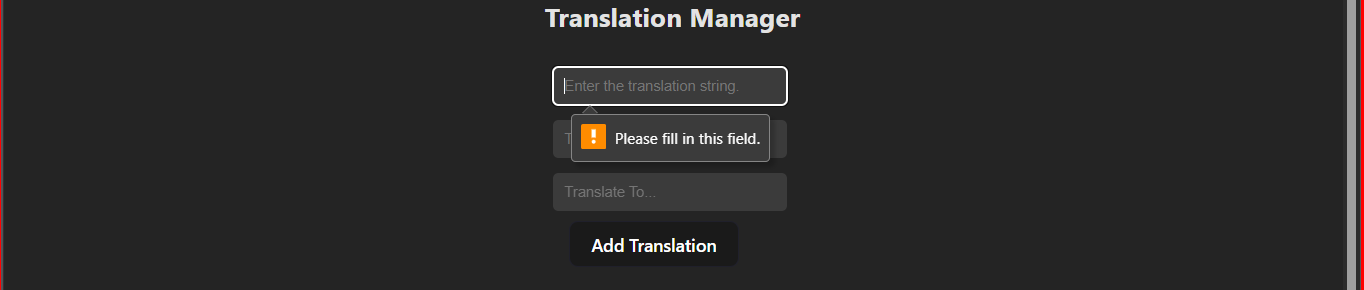 Translation Manager
Enter the translation string.
Please fill in this field.
Translate To...
Add Translation